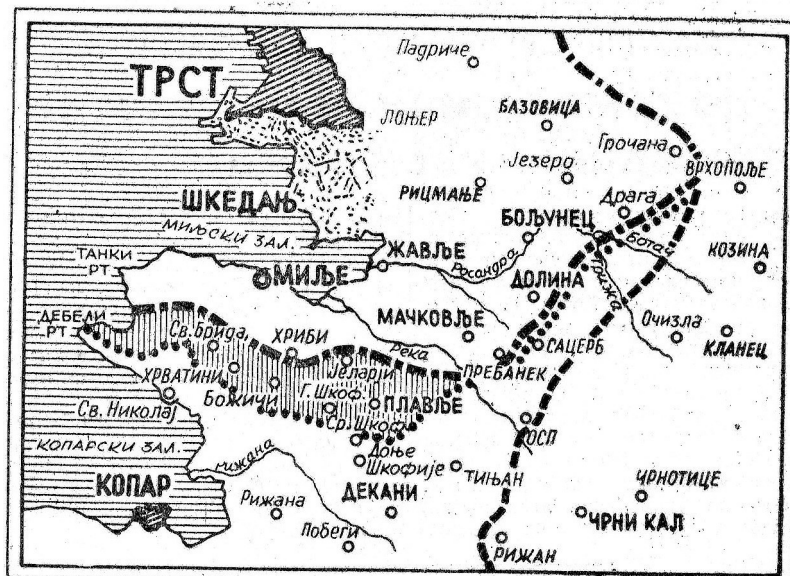 Падриче
ТРСТ
ЛОЊЕР
БАЗОВИЦА
Грочана
Језеро
ВРХОПОЉЕ
РИЦМАЊЕ
Драга
ШКЕДАЊ
БОЉУНЕЦ
Ботач
МИЉСКИ ЗАЛ.
ЖАВЉЕ
КОЗИНА
ТАНКИ
РТ.
Росандра
МИЉЕ
Грижа
ДОЛИНА
ДЕБЕЛИ
РТ.
МАЧКОВЉЕ
Очизла
Св. Брида
ХРИБИ
Река
САЦЕРБ
КЛАНЕЦ
ПРЕБАНЕК
ХРВАТИНИ
Јеларји
Божичи
Г. Шкоф.
ПЛАВЉЕ
Св. Николај
Ср. Шкоф.
ОСП
КОПАРСКИ ЗАЛ.
Доње
Шкофије
Рижана
ТИЊАН
КОПАР
ДЕКАНИ
ЧРНОТИЦЕ
Рижана
ЧРНИ КАЛ
Побеги
РИЖАН